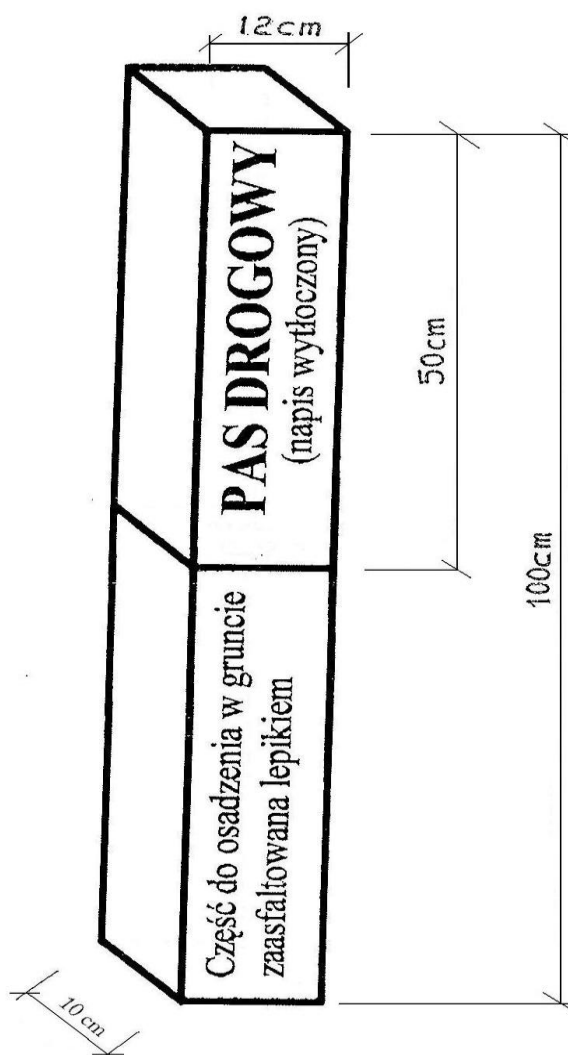 12cm
PAS DROGOWY
(napis wytłoczony)
50cm
100cm
Część do osadzenia w gruncie
zaasfaltowana lepikiem
10 cm